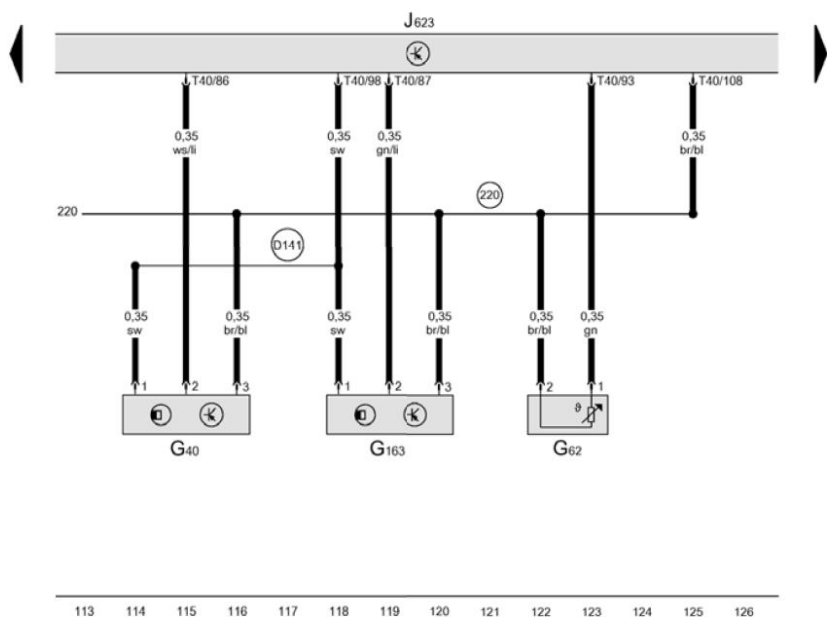 J623
T40/86 T40/98 T40/87 T40/93 T40/108
0,35 0,35 0,35 0,35
ws/li sw gn/li br/bl
220
220
D141
0,35 0,35 0,35 0,35 0,35 0,35
sw br/bl sw br/bl br/bl gn
1 2 3 1 2 3 2 1
ϑ
G40 G163 G62
113 114 115 116 117 118 119 120 121 122 123 124 125 126